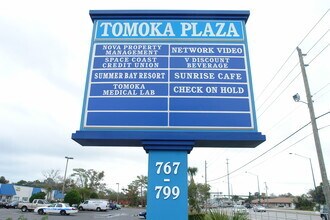 TOMOKA PLAZA
NOVA PROPERTY
MANAGEMENT
SPACE COAST
CREDIT UNION
SUMMER BAY RESORT
TOMOKA
MEDICAL LAB
NETWORK VIDEO
V DISCOUNT
BEVERAGE
SUNRISE CAFE
CHECK ON HOLD
767
-
799